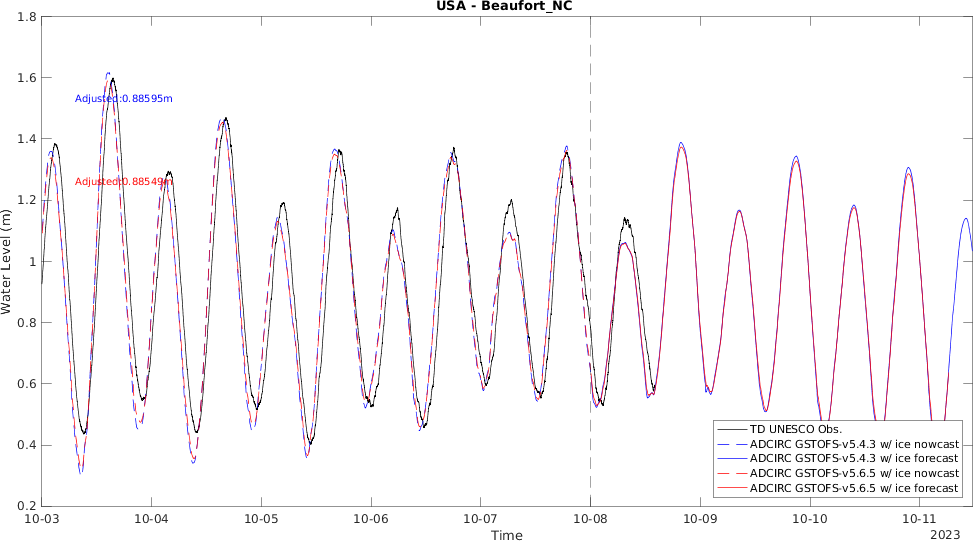 USA - Beaufort_NC
1.8
1.6
1.4
1.2
1
0.8
0.6
0.4
0.2
Water Level (m)
Adjusted:0.88595m
Adjusted:0.88549m
TD UNESCO Obs.
ADCIRC GSTOFS-v5.4.3 w/ ice nowcast
ADCIRC GSTOFS-v5.4.3 w/ ice forecast
ADCIRC GSTOFS-v5.6.5 w/ ice nowcast
ADCIRC GSTOFS-v5.6.5 w/ ice forecast
10-03 10-04 10-05 10-06 10-07 10-08 10-09 10-10 10-11
Time
2023